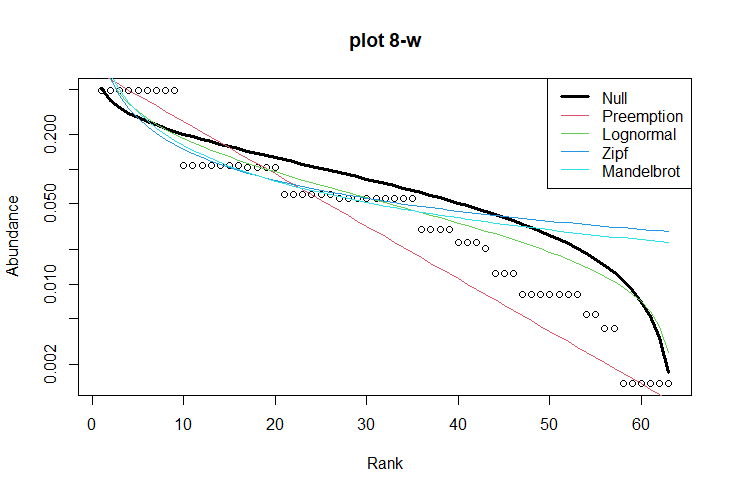 plot 8-w
Null
Preemption
Lognormal
Zipf
Mandelbrot
Abundance
0.200
0.050
0.010
0.002
0 10 20 30 40 50 60
Rank